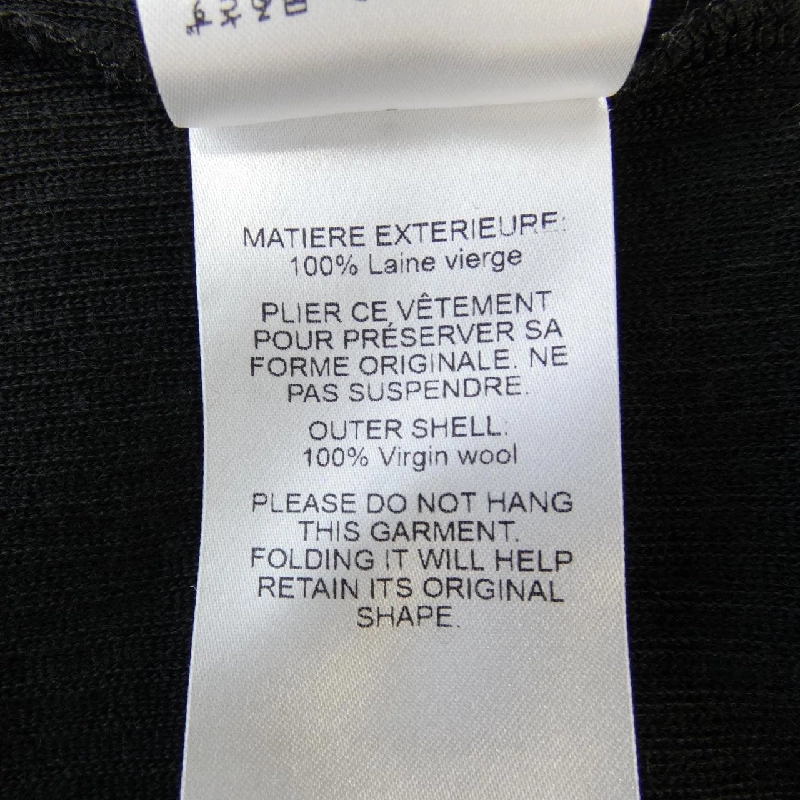 MATIERE EXTERIEURE:
100% Laine vierge
PLIER CE VÊTEMENT
POUR PRÉSERVER SA
FORME ORIGINALE. NE
PAS SUSPENDRE.
OUTER SHELL:
100% Virgin wool
PLEASE DO NOT HANG
THIS GARMENT.
FOLDING IT WILL HELP
RETAIN ITS ORIGINAL
SHAPE.